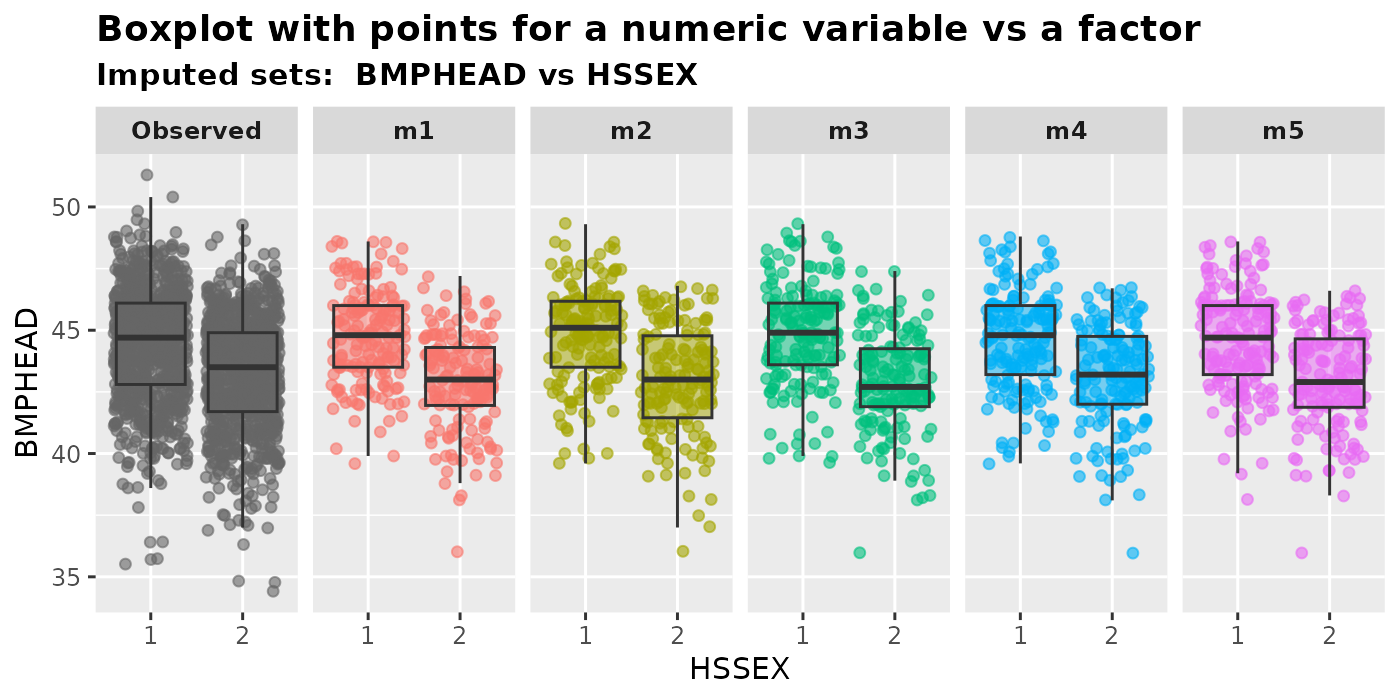 Boxplot with points for a numeric variable vs a factor
Imputed sets:  BMPHEAD vs HSSEX
Observed m1 m2 m3 m4 m5
BMPHEAD
50
45
40
35
1 2 1 2 1 2 1 2 1 2 1 2
HSSEX